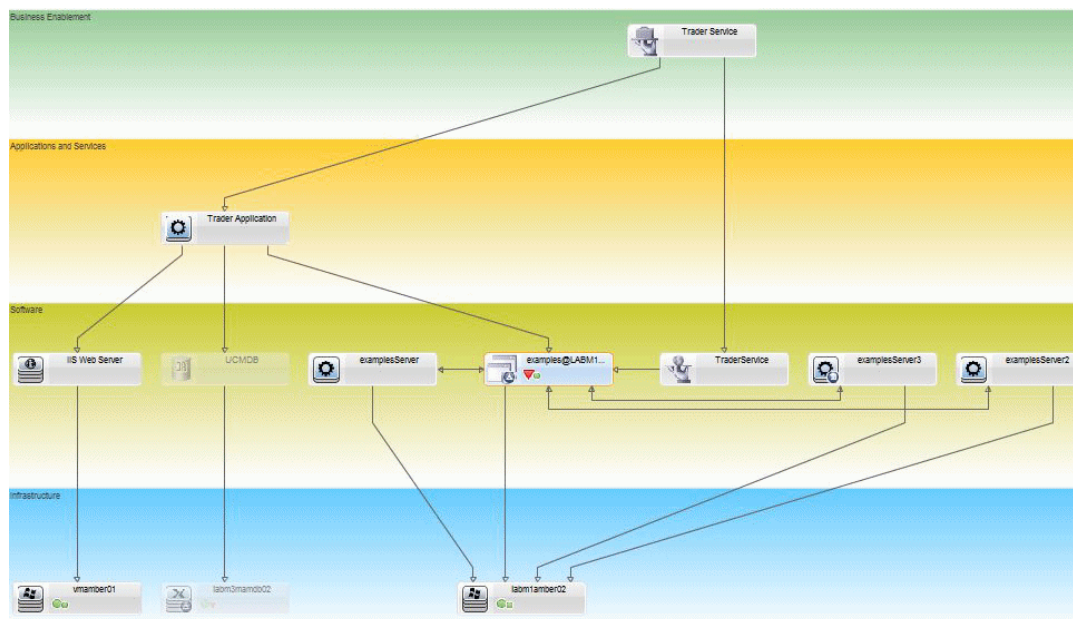 Business Enablement
Trader Service
Applications and Services
Trader Application
Software
IIS Web Server
UCMDB
examplesServer
examples@LABM1...
TraderService
examplesServer3
examplesServer2
Infrastructure
vmamber01
labm3mamdb02
labm1amber02